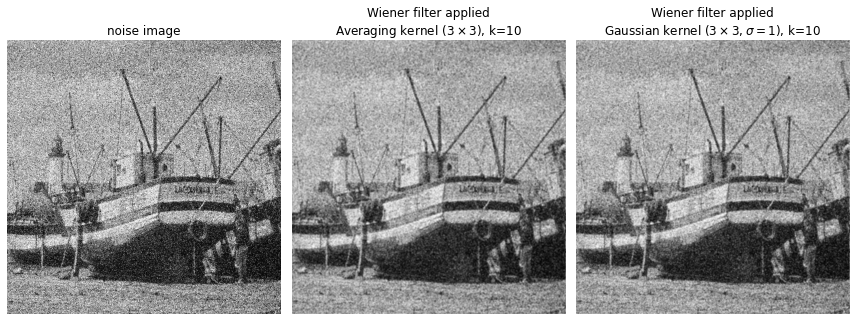 noise image
Wiener filter applied
Averaging kernel (3 × 3), k=10
Wiener filter applied
Gaussian kernel (3 × 3, σ = 1), k=10